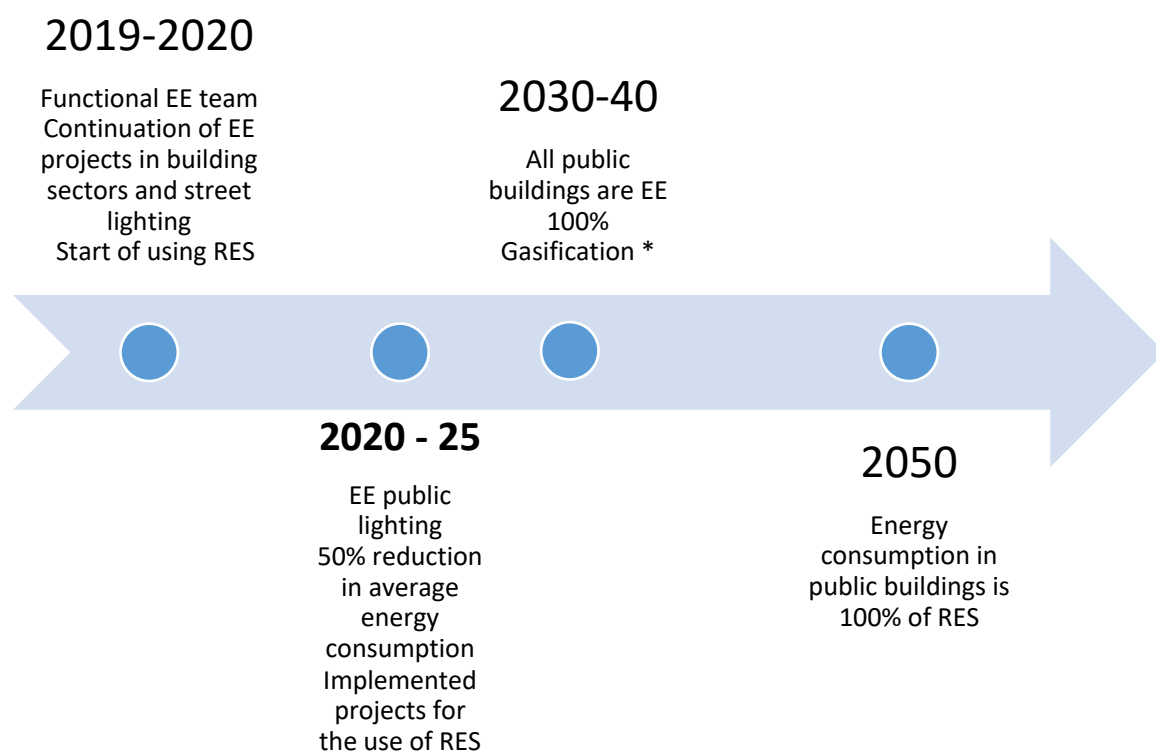 2019-2020
Functional EE team
Continuation of EE
projects in building
sectors and street
lighting
Start of using RES
2030-40
All public
buildings are EE
100%
Gasification *
2020 - 25
EE public
lighting
50% reduction
in average
energy
consumption
Implemented
projects for
the use of RES
2050
Energy
consumption in
public buildings is
100% of RES